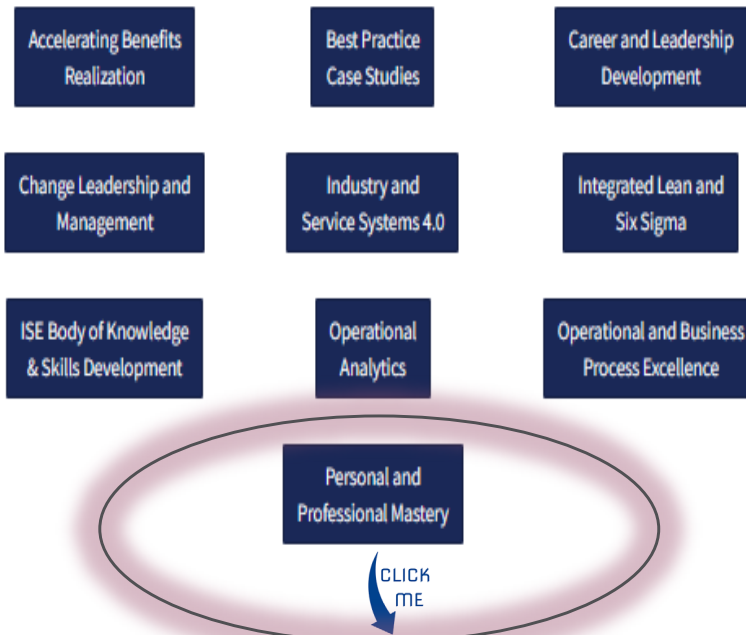 Accelerating Benefits
Realization
Best Practice
Case Studies
Career and Leadership
Development
Change Leadership and
Management
Industry and
Service Systems 4.0
Integrated Lean and
Six Sigma
ISE Body of Knowledge
& Skills Development
Operational
Analytics
Operational and Business
Process Excellence
Personal and
Professional Mastery
CLICK
ME